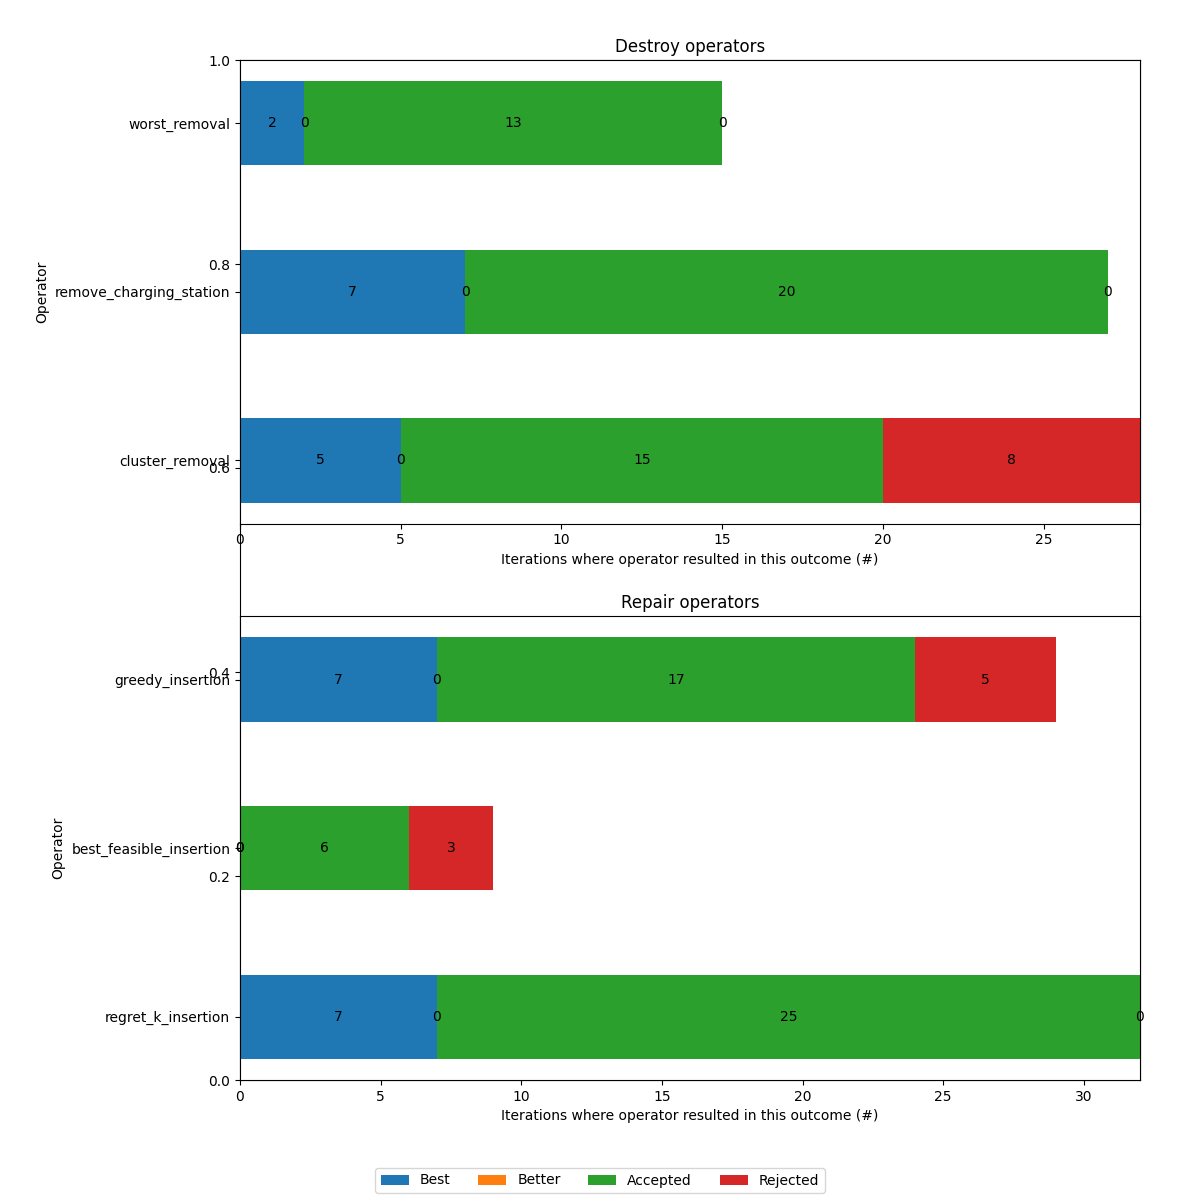 Destroy operators
1.0
worst_removal
2 0 13 0
0.8
Operator
remove_charging_station
7 0 20 0
cluster_removal
5 0 15 8
0.6
0 5 10 15 20 25
Iterations where operator resulted in this outcome (#)
Repair operators
0.4
greedy_insertion
7 0 17 5
Operator
best_feasible_insertion
0 0 6 3
0.2
regret_k_insertion
7 0 25 0
0.0
0 5 10 15 20 25 30
Iterations where operator resulted in this outcome (#)
Best Better Accepted Rejected